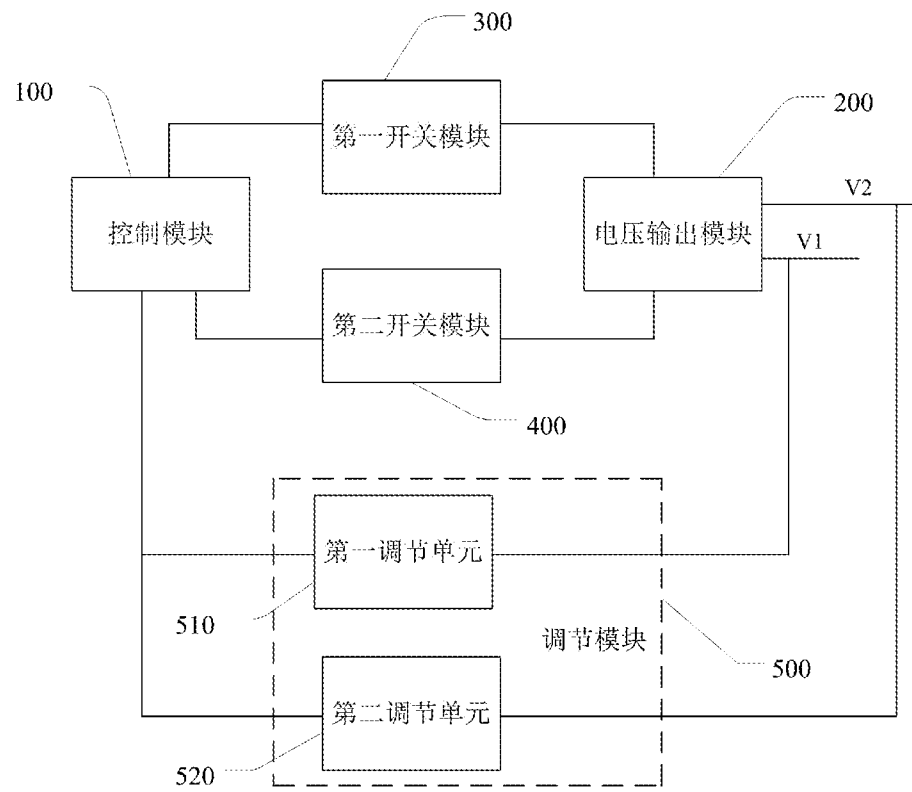 300
100
第一开关模块
200
V2
控制模块
电压输出模块
V1
第二开关模块
400
第一调节单元
510
调节模块
500
第二调节单元
520